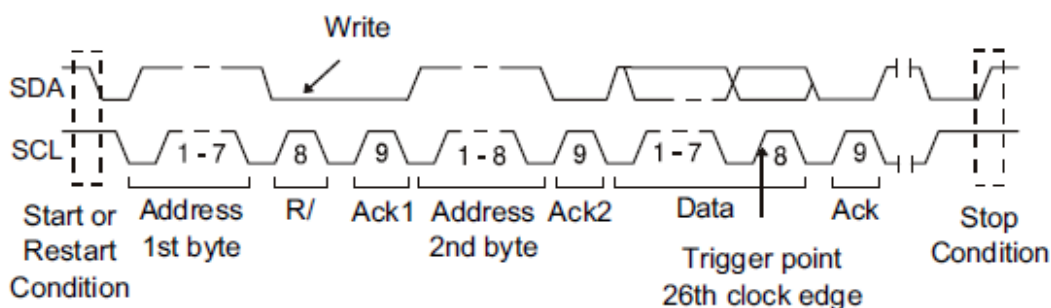 Write
SDA
SCL
1 - 7
8
9
1 - 8
9
1 - 7
8
9
Start or
Restart
Condition
Address
1st byte
R/
Ack1
Address
2nd byte
Ack2
Data
Ack
Stop
Condition
Trigger point
26th clock edge